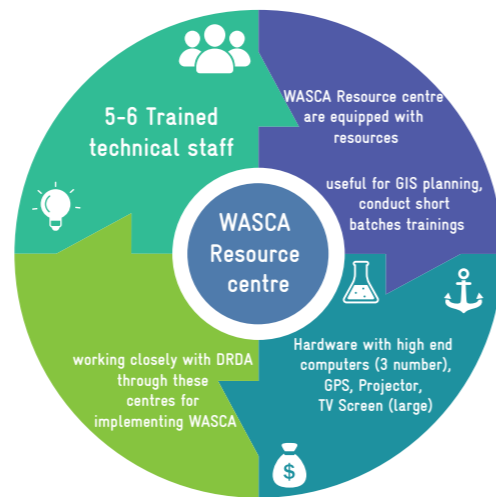 5-6 Trained
technical staff
WASCA Resource centre
are equipped with
resources
useful for GIS planning,
conduct short
batches trainings
WASCA
Resource
centre
Hardware with high end
computers (3 number),
GPS, Projector,
TV Screen (large)
working closely with DRDA
through these
centres for
implementing WASCA
$